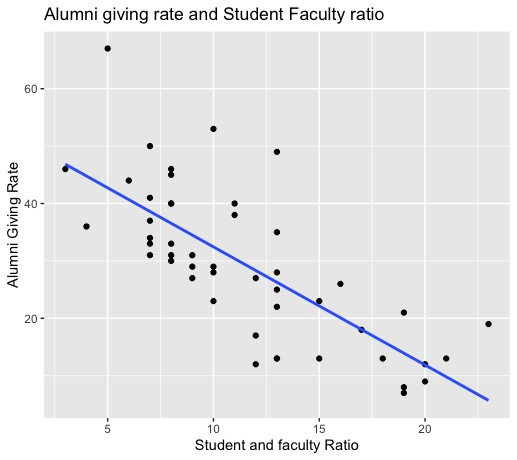 Alumni giving rate and Student Faculty ratio
60
40
20
Alumni Giving Rate
5 10 15 20
Student and faculty Ratio